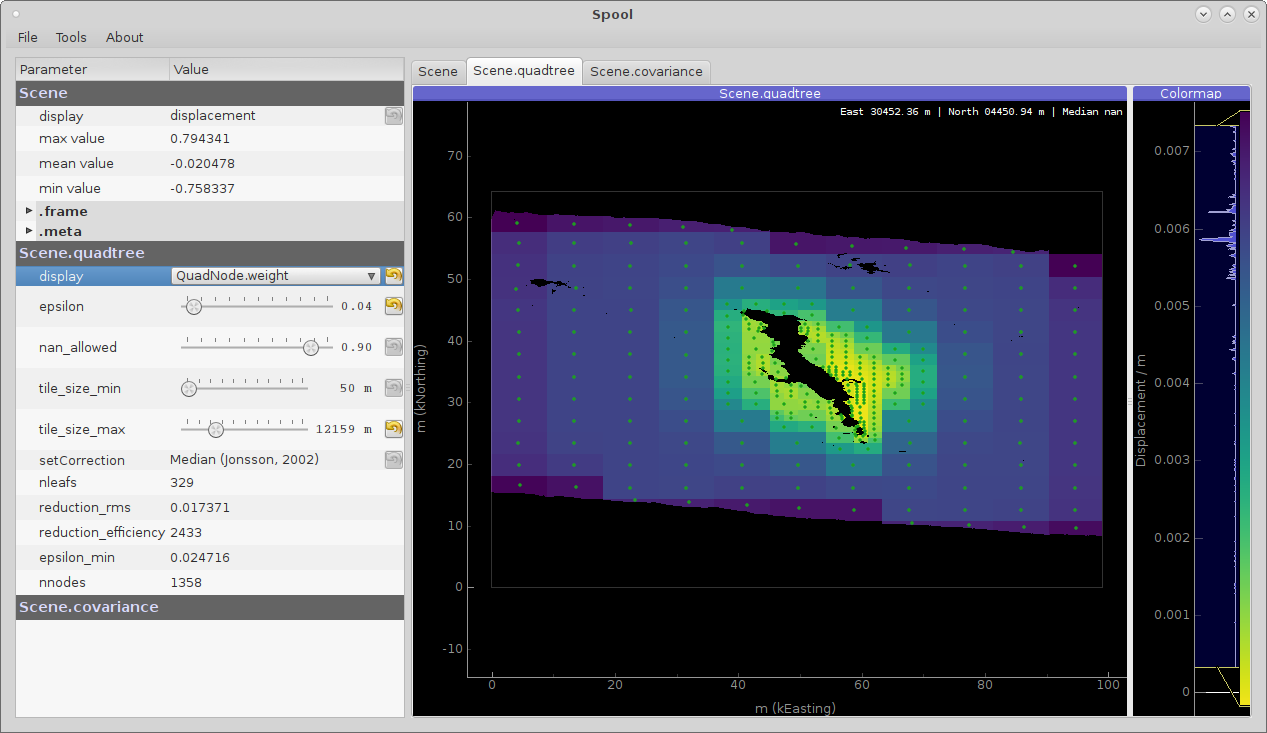 Spool
File Tools About
Parameter Value
Scene
display displacement
max value 0.794341
mean value -0.020478
min value -0.758337
.frame
.meta
Scene.quadtree
display QuadNode.weight
epsilon 0.04
nan_allowed 0.90
tile_size_min 50 m
tile_size_max 12159 m
setCorrection Median (Jonsson, 2002)
nleafs 329
reduction_rms 0.017371
reduction_efficiency 2433
epsilon_min 0.024716
nnodes 1358
Scene.covariance
Scene Scene.quadtree Scene.covariance
Scene.quadtree
East 30452.36 m | North 04450.94 m | Median nan
70
60
50
40
30
20
10
0
-10
m (kNorthing)
0 20 40 60 80 100
m (kEasting)
Colormap
0.007
0.006
0.005
0.004
0.003
0.002
0.001
0
Displacement / m